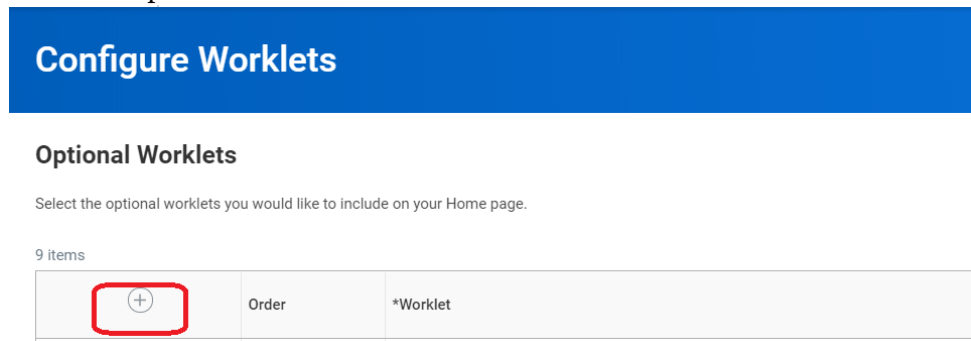 Configure Worklets
Optional Worklets
Select the optional worklets you would like to include on your Home page.
9 items
Order *Worklet